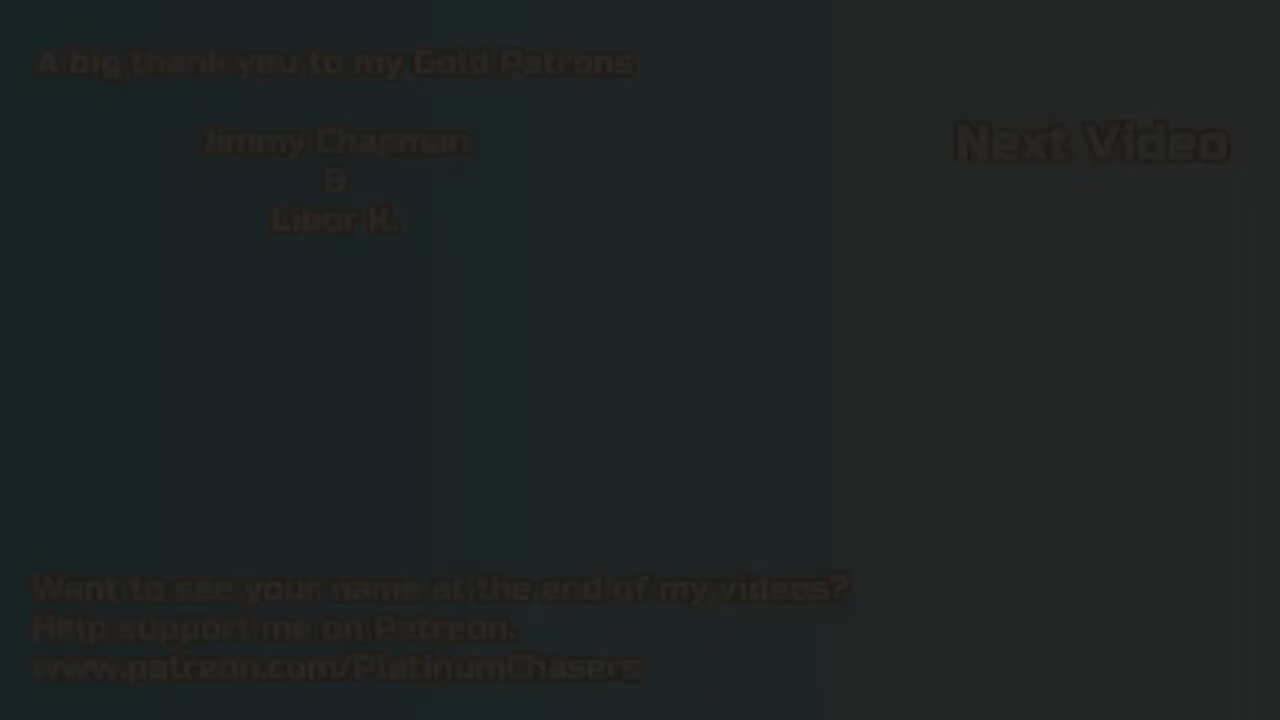 A big thank you to my Gold Patrons
Jimmy Chapman
&
Libor K.
Next Video
Want to see your name at the end of my videos?
Help support me on Patreon.
www.patreon.com/PlatinumChasers